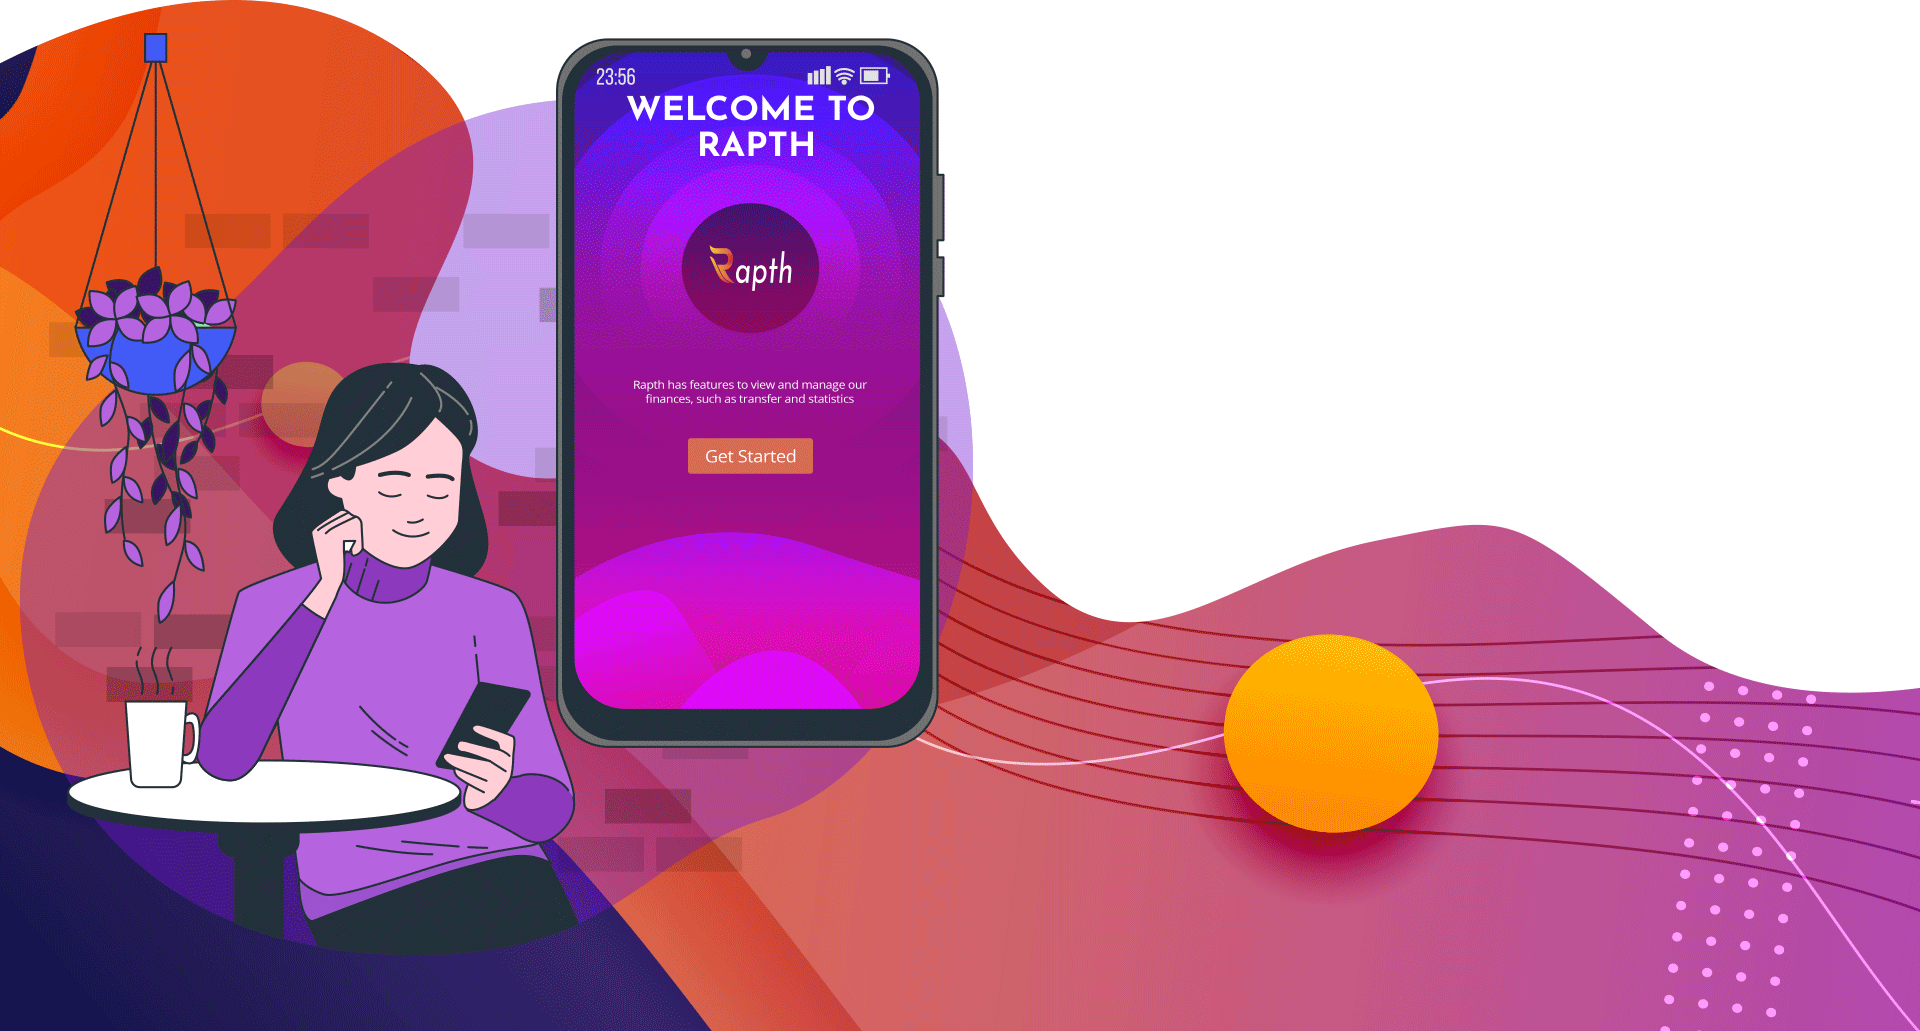 23:56
WELCOME TO
RAPTH
Rapth
Rapth has features to view and manage our
finances, such as transfer and statistics
Get Started